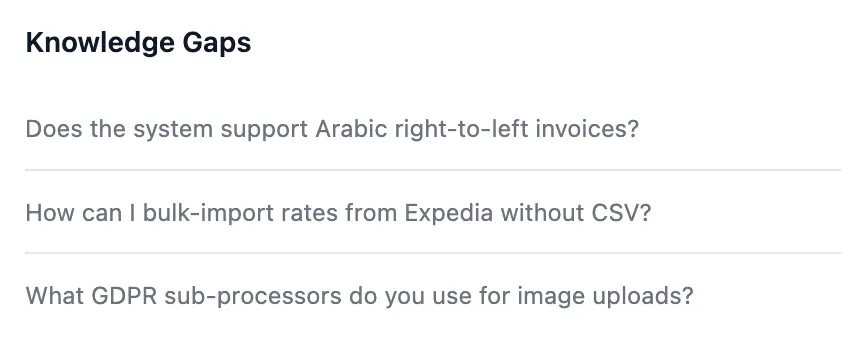 Knowledge Gaps
Does the system support Arabic right-to-left invoices?
How can I bulk-import rates from Expedia without CSV?
What GDPR sub-processors do you use for image uploads?